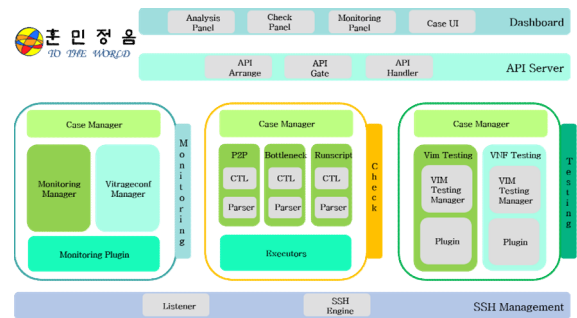 훈민정음
TO THE WORLD
Analysis
Panel
Check
Panel
Monitoring
Panel
Case UI
Dashboard
API
Arrange
API
Gate
API
Handler
API Server
Case Manager
Monitoring
Manager
Vitrageconf
Manager
Monitoring Plugin
Monitoring
Case Manager
P2P
CTL
Parser
Bottleneck
CTL
Parser
Runscript
CTL
Parser
Executors
Check
Case Manager
Vim Testing
VIM
Testing
Manager
Plugin
VNF Testing
VIM
Testing
Manager
Plugin
Testing
Listener
SSH
Engine
SSH Management